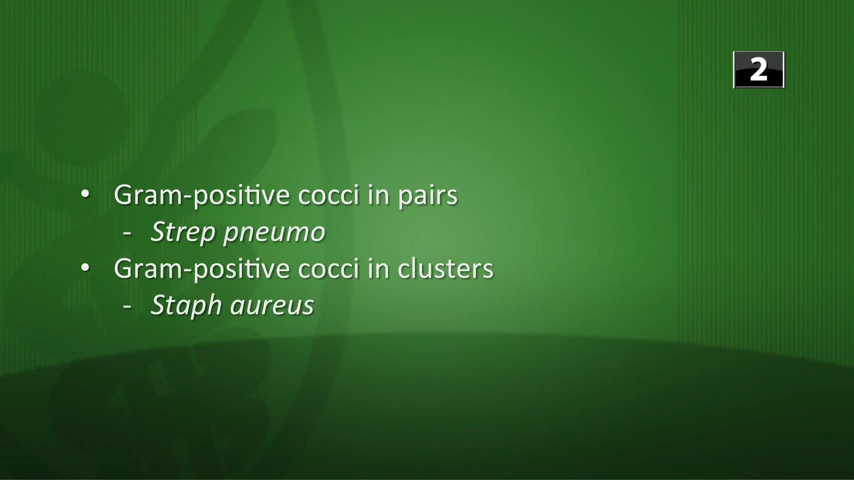 2
• Gram-positive cocci in pairs
- Strep pneumo
• Gram-positive cocci in clusters
- Staph aureus